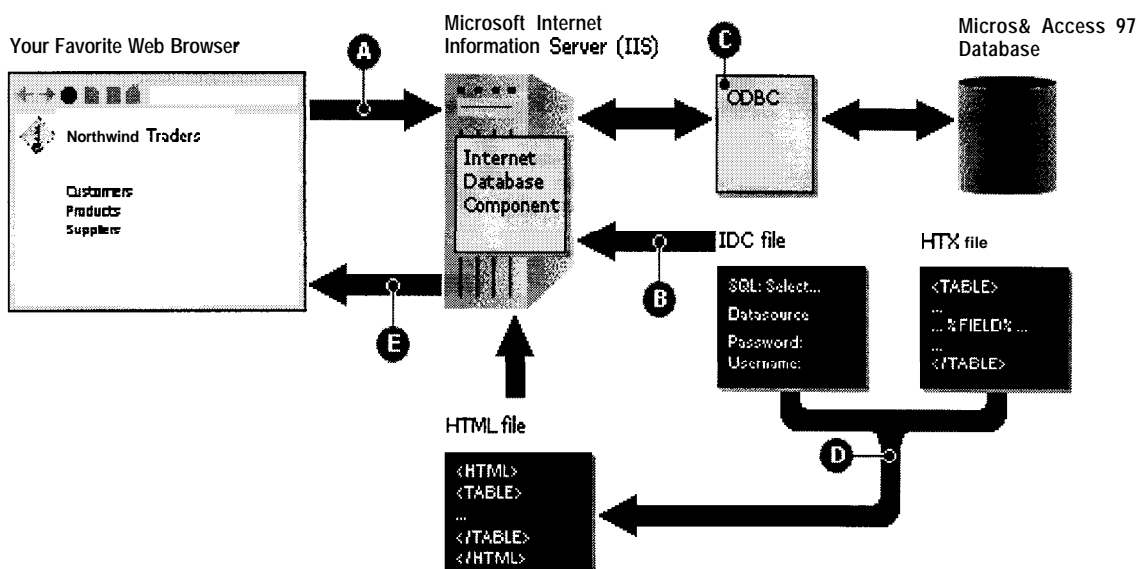 Your Favorite Web Browser
Microsoft Internet
Information Server (IIS)
Micros& Access 97
Database
A
C
ODBC
Northwind Traders
Customers
Products
Suppliers
Internet
Database
Component
B
E
IDC file
SQL: Select...
Datasource
Password:
Username:
HTX file
<TABLE>
...
... %FIELD% ...
...
</TABLE>
D
HTML file
<HTML>
<TABLE>
...
</TABLE>
</HTML>